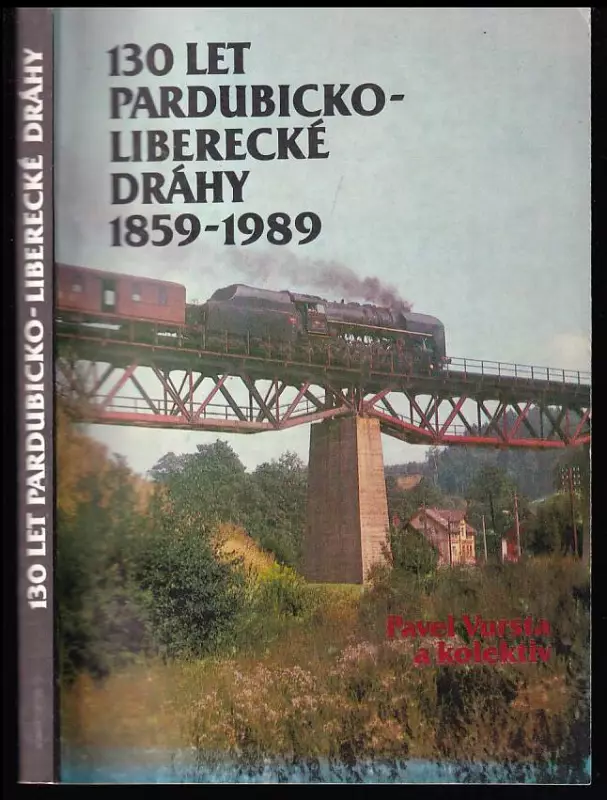 130 LET PARDUBICKO-LIBERECKÉ DRÁHY
130 LET
PARDUBICKO-
LIBERECKÉ
DRÁHY
1859-1989
Pavel Vursta
a kolektiv